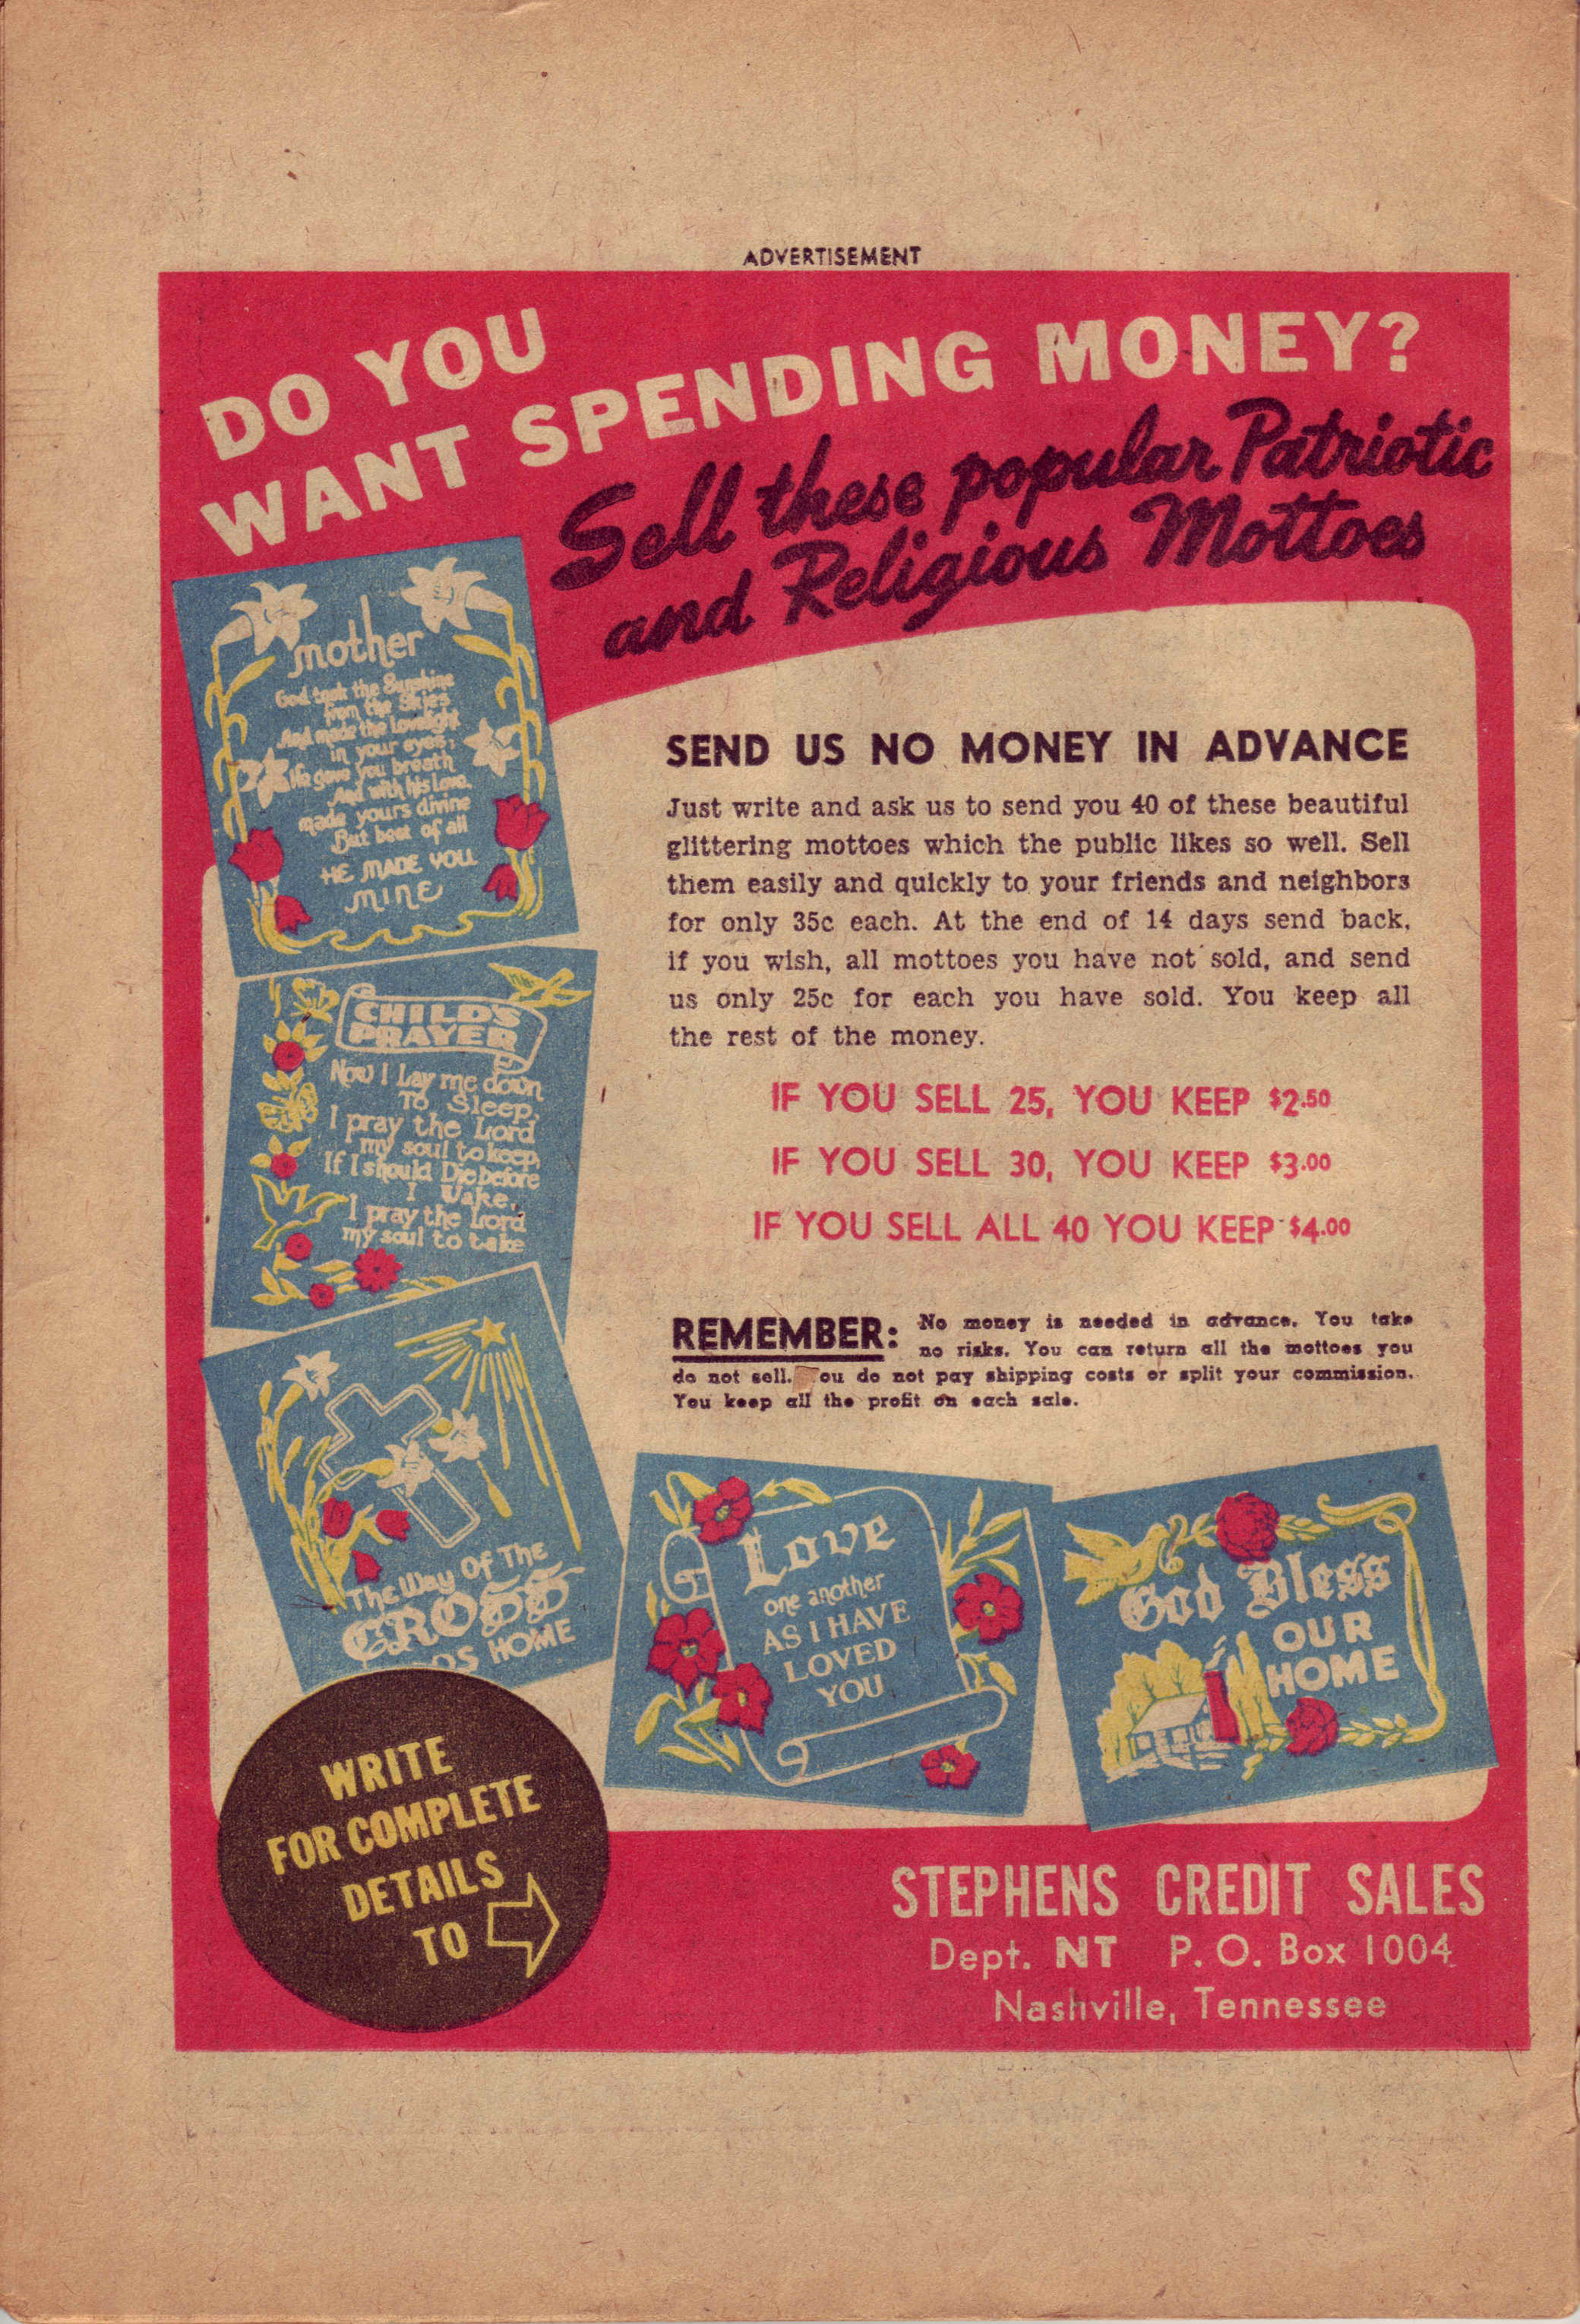 ADVERTISEMENT
DO YOU
WANT SPENDING MONEY?
Sell these popular Patriotic
and Religious Mottoes
mother
God took the Sunshine
from the Skies
And made the Lovelight
in your eyes;
He gave you breath
And with his love,
made yours divine
But best of all
HE MADE YOU
MINE
CHILD'S
PRAYER
Now I Lay me down
To Sleep,
I pray the Lord
my soul to keep,
If I should Die before
I Wake,
I pray the Lord
my soul to take
The Way Of The
CROSS
DS HOME
SEND US NO MONEY IN ADVANCE
Just write and ask us to send you 40 of these beautiful
glittering mottoes which the public likes so well. Sell
them easily and quickly to your friends and neighbors
for only 35c each. At the end of 14 days send back,
if you wish, all mottoes you have not sold, and send
us only 25c for each you have sold. You keep all
the rest of the money.
IF YOU SELL 25, YOU KEEP $2.50
IF YOU SELL 30, YOU KEEP $3.00
IF YOU SELL ALL 40 YOU KEEP $4.00
REMEMBER: No money is needed in advance. You take
no risks. You can return all the mottoes you
do not sell. ou do not pay shipping costs or split your commission.
You keep all the profit on each sale.
Love
one another
AS I HAVE
LOVED
YOU
God Bless
OUR
HOME
WRITE
FOR COMPLETE
DETAILS
TO
STEPHENS CREDIT SALES
Dept. NT P. O. Box 1004
Nashville, Tennessee